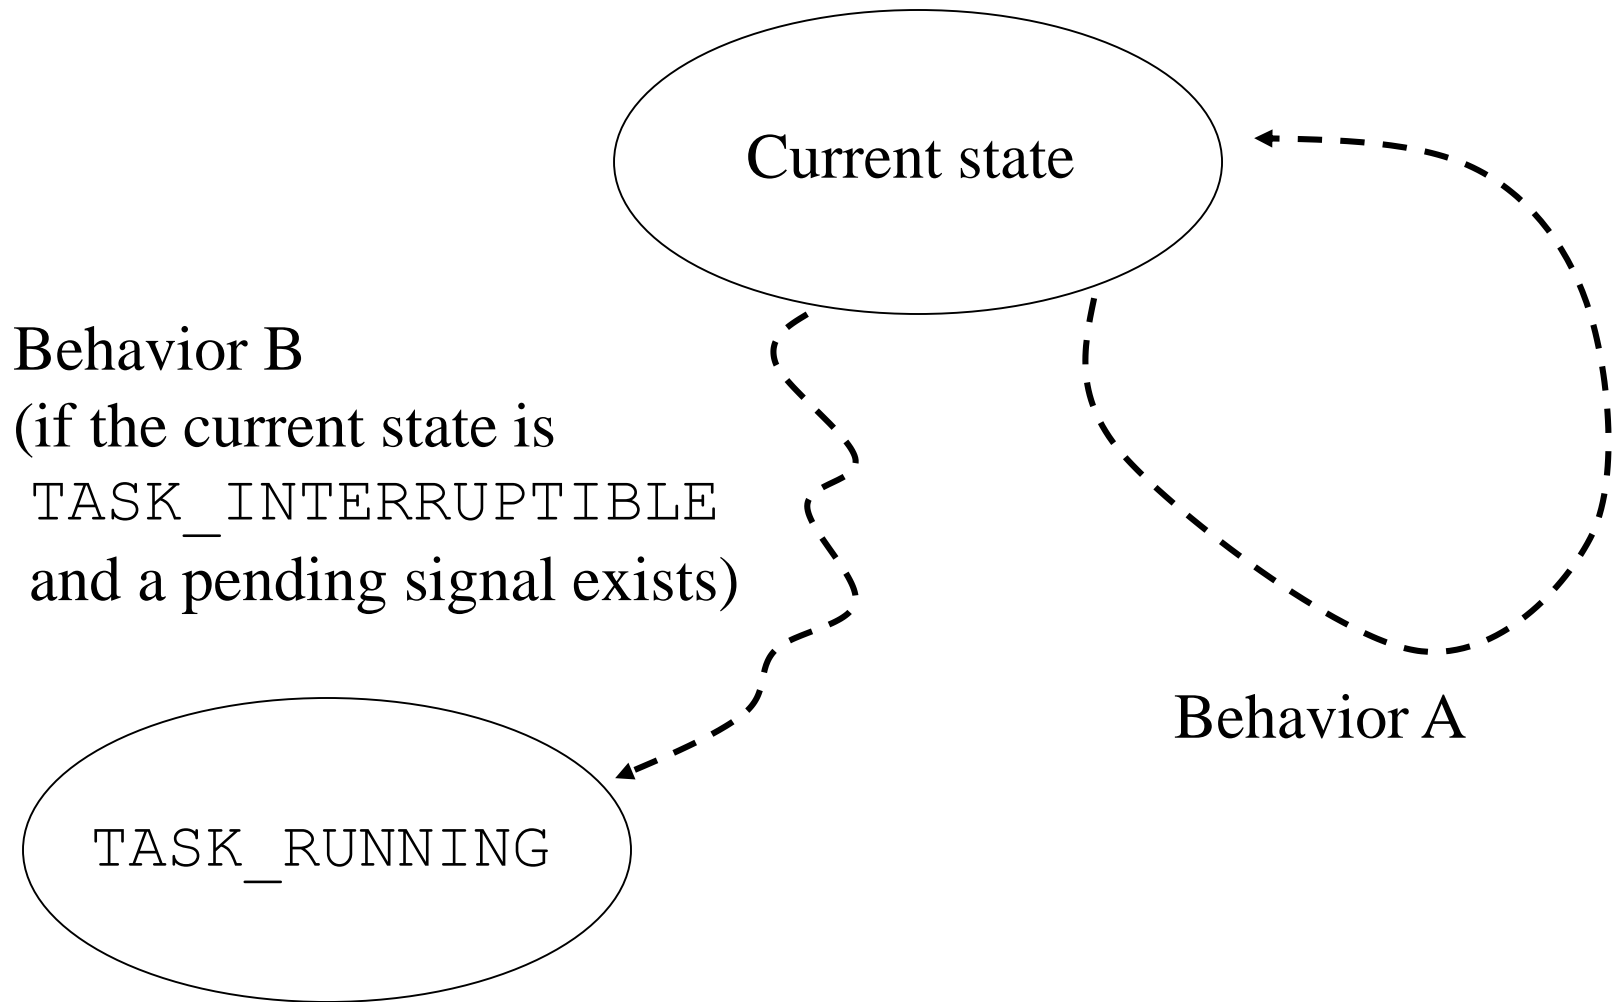 Current state
Behavior B
(if the current state is
TASK_INTERRUPTIBLE
and a pending signal exists)
Behavior A
TASK_RUNNING